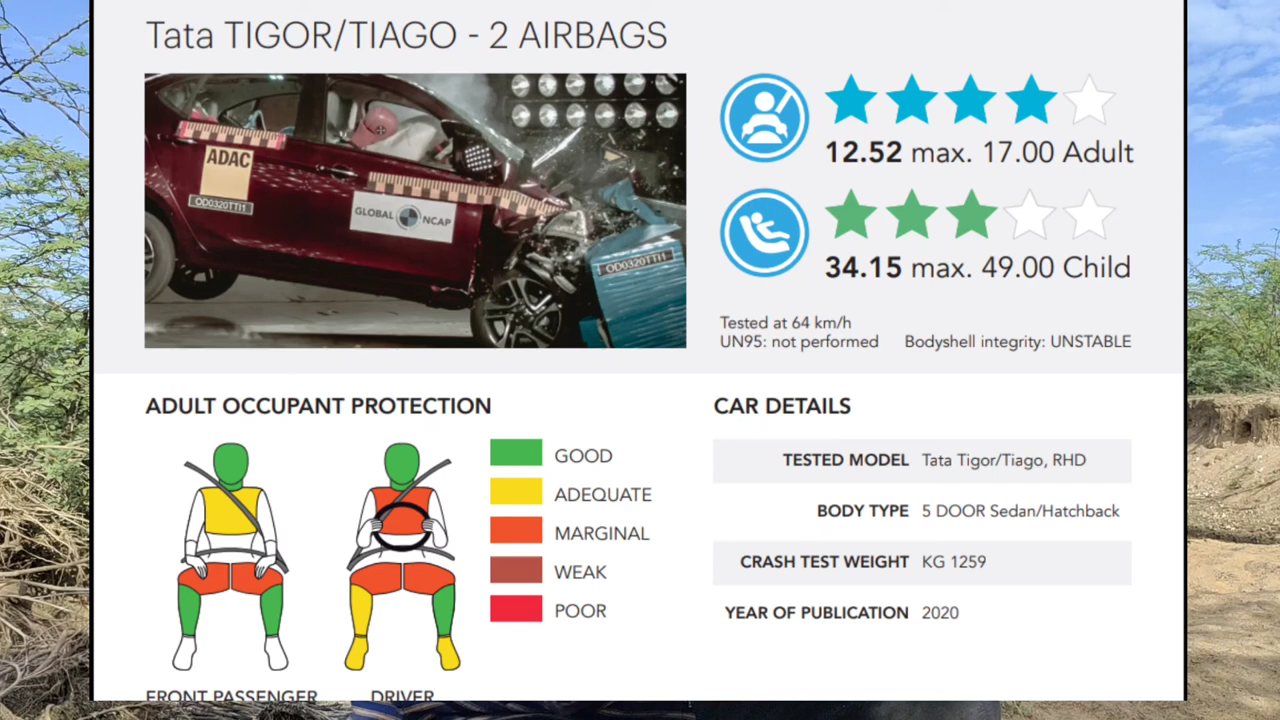 Tata TIGOR/TIAGO - 2 AIRBAGS
ADAC
OD0320TTI1
GLOBAL NCAP
OD0320TTI1
12.52 max. 17.00 Adult
34.15 max. 49.00 Child
Tested at 64 km/h
UN95: not performed Bodyshell integrity: UNSTABLE
ADULT OCCUPANT PROTECTION
GOOD
ADEQUATE
MARGINAL
WEAK
POOR
FRONT PASSENGER DRIVER
CAR DETAILS
TESTED MODEL Tata Tigor/Tiago, RHD
BODY TYPE 5 DOOR Sedan/Hatchback
CRASH TEST WEIGHT KG 1259
YEAR OF PUBLICATION 2020